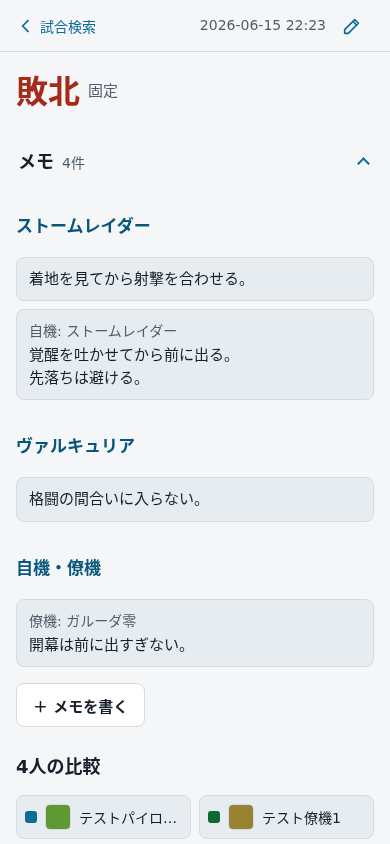 試合検索
2026-06-15 22:23
敗北 固定
メモ 4件
ストームレイダー
着地を見てから射撃を合わせる。
自機: ストームレイダー
覚醒を吐かせてから前に出る。
先落ちは避ける。
ヴァルキュリア
格闘の間合いに入らない。
自機・僚機
僚機: ガルーダ零
開幕は前に出すぎない。
+ メモを書く
4人の比較
テストパイロ…
テスト僚機1